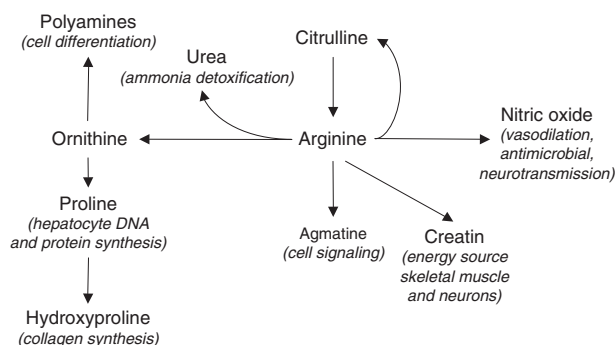 Polyamines
(cell differentiation)
Urea
(ammonia detoxification)
Citrulline
Ornithine
Arginine
Nitric oxide
(vasodilation,
antimicrobial,
neurotransmission)
Proline
(hepatocyte DNA
and protein synthesis)
Agmatine
(cell signaling)
Creatin
(energy source
skeletal muscle
and neurons)
Hydroxyproline
(collagen synthesis)